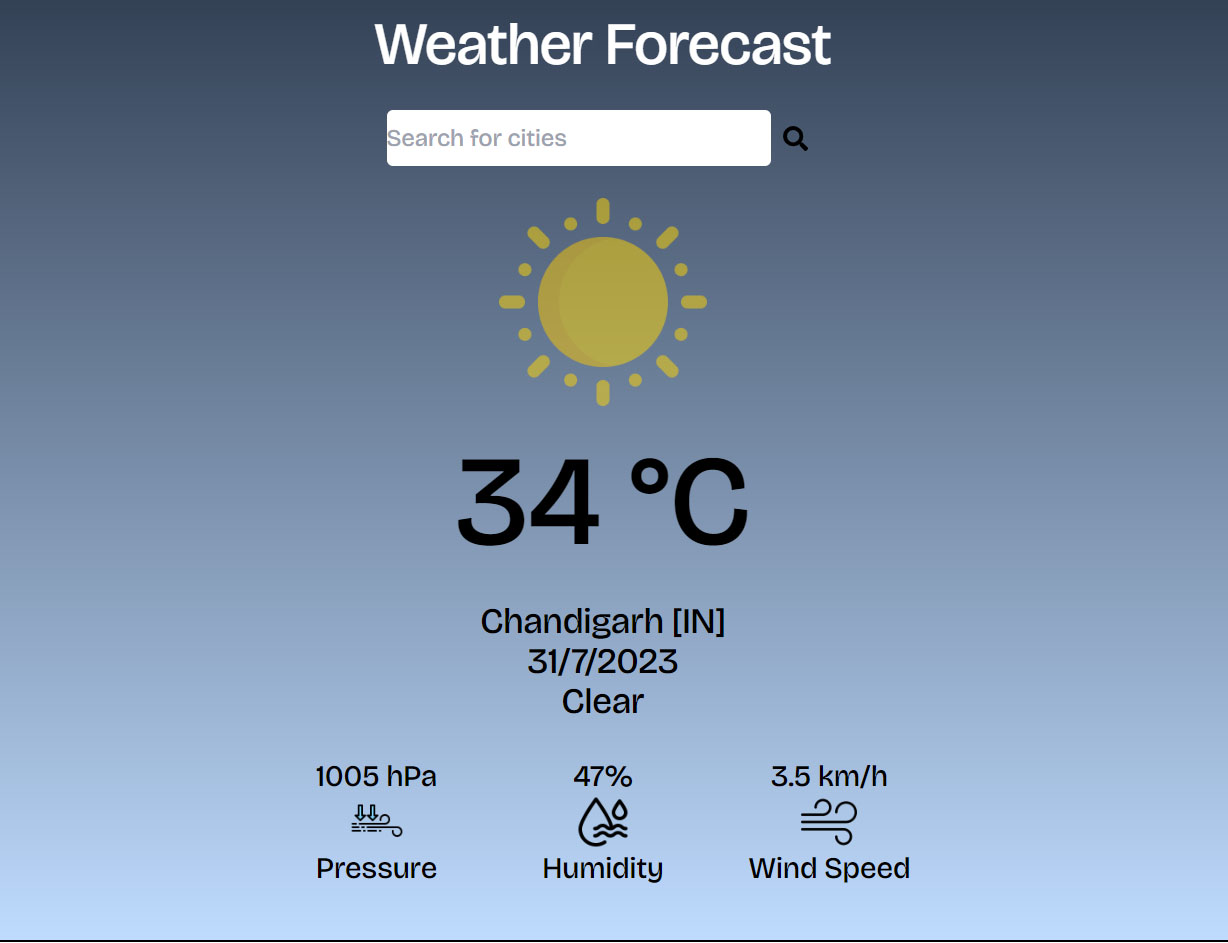 Weather Forecast
Search for cities
34 °C
Chandigarh [IN]
31/7/2023
Clear
1005 hPa 47% 3.5 km/h
Pressure Humidity Wind Speed